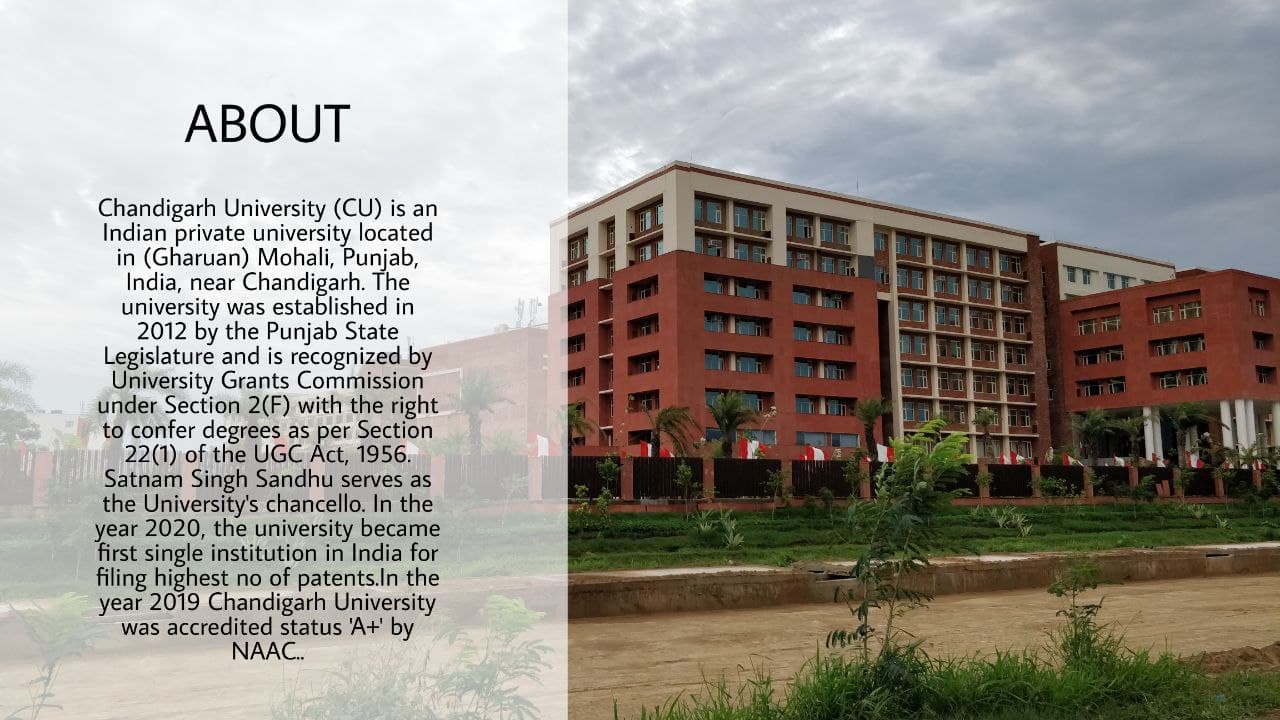 ABOUT
Chandigarh University (CU) is an
Indian private university located
in (Gharuan) Mohali, Punjab,
India, near Chandigarh. The
university was established in
2012 by the Punjab State
Legislature and is recognized by
University Grants Commission
under Section 2(F) with the right
to confer degrees as per Section
22(1) of the UGC Act, 1956.
Satnam Singh Sandhu serves as
the University's chancello. In the
year 2020, the university became
first single institution in India for
filing highest no of patents.In the
year 2019 Chandigarh University
was accredited status 'A+' by
NAAC..